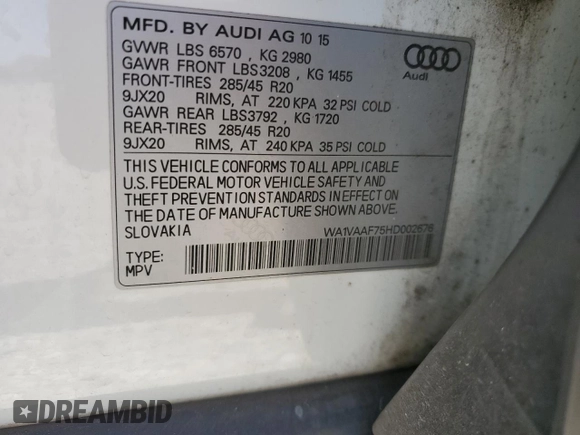 MFD. BY AUDI AG 10 15
GVWR LBS 6570 , KG 2980
GAWR FRONT LBS3208 , KG 1455
FRONT-TIRES 285/45 R20
9JX20 RIMS, AT 220 KPA 32 PSI COLD
GAWR REAR LBS3792 , KG 1720
REAR-TIRES 285/45 R20
9JX20 RIMS, AT 240 KPA 35 PSI COLD
Audi
THIS VEHICLE CONFORMS TO ALL APPLICABLE
U.S. FEDERAL MOTOR VEHICLE SAFETY AND
THEFT PREVENTION STANDARDS IN EFFECT ON
THE DATE OF MANUFACTURE SHOWN ABOVE.
SLOVAKIA WA1VAAF75HD002676
TYPE:
MPV
DREAMBID